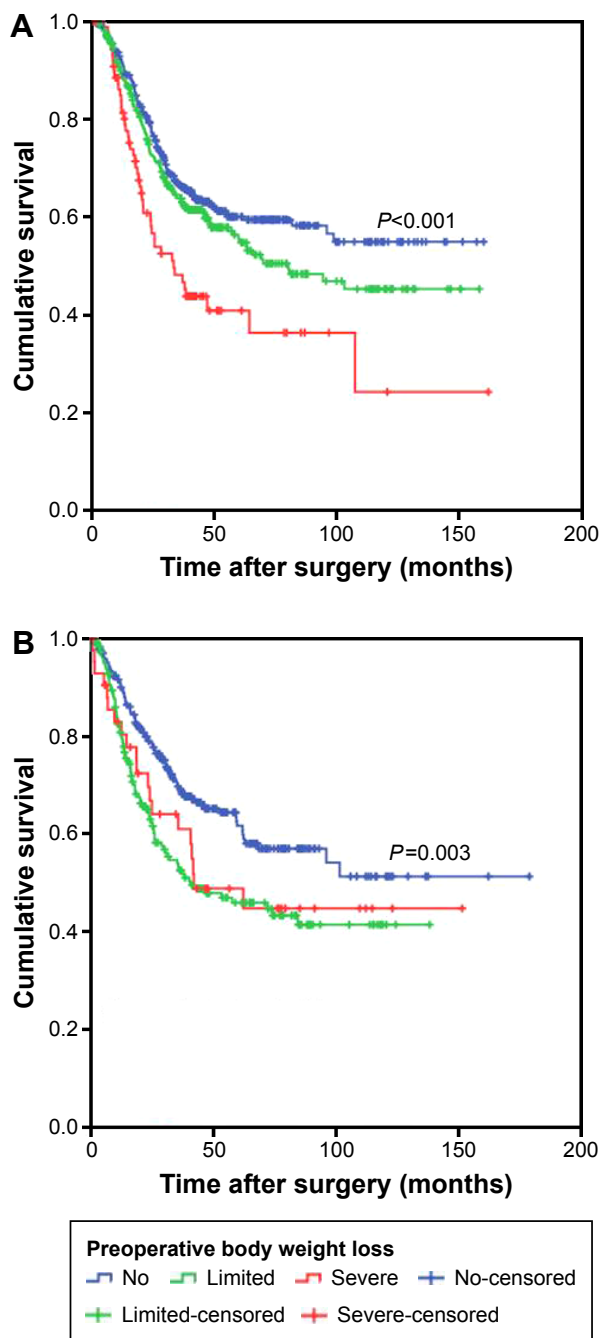 A
1.0
0.8
0.6
0.4
0.2
0.0
Cumulative survival
P<0.001
0 50 100 150 200
Time after surgery (months)
B
1.0
0.8
0.6
0.4
0.2
0.0
Cumulative survival
P=0.003
0 50 100 150 200
Time after surgery (months)
Preoperative body weight loss
No Limited Severe No-censored
Limited-censored Severe-censored